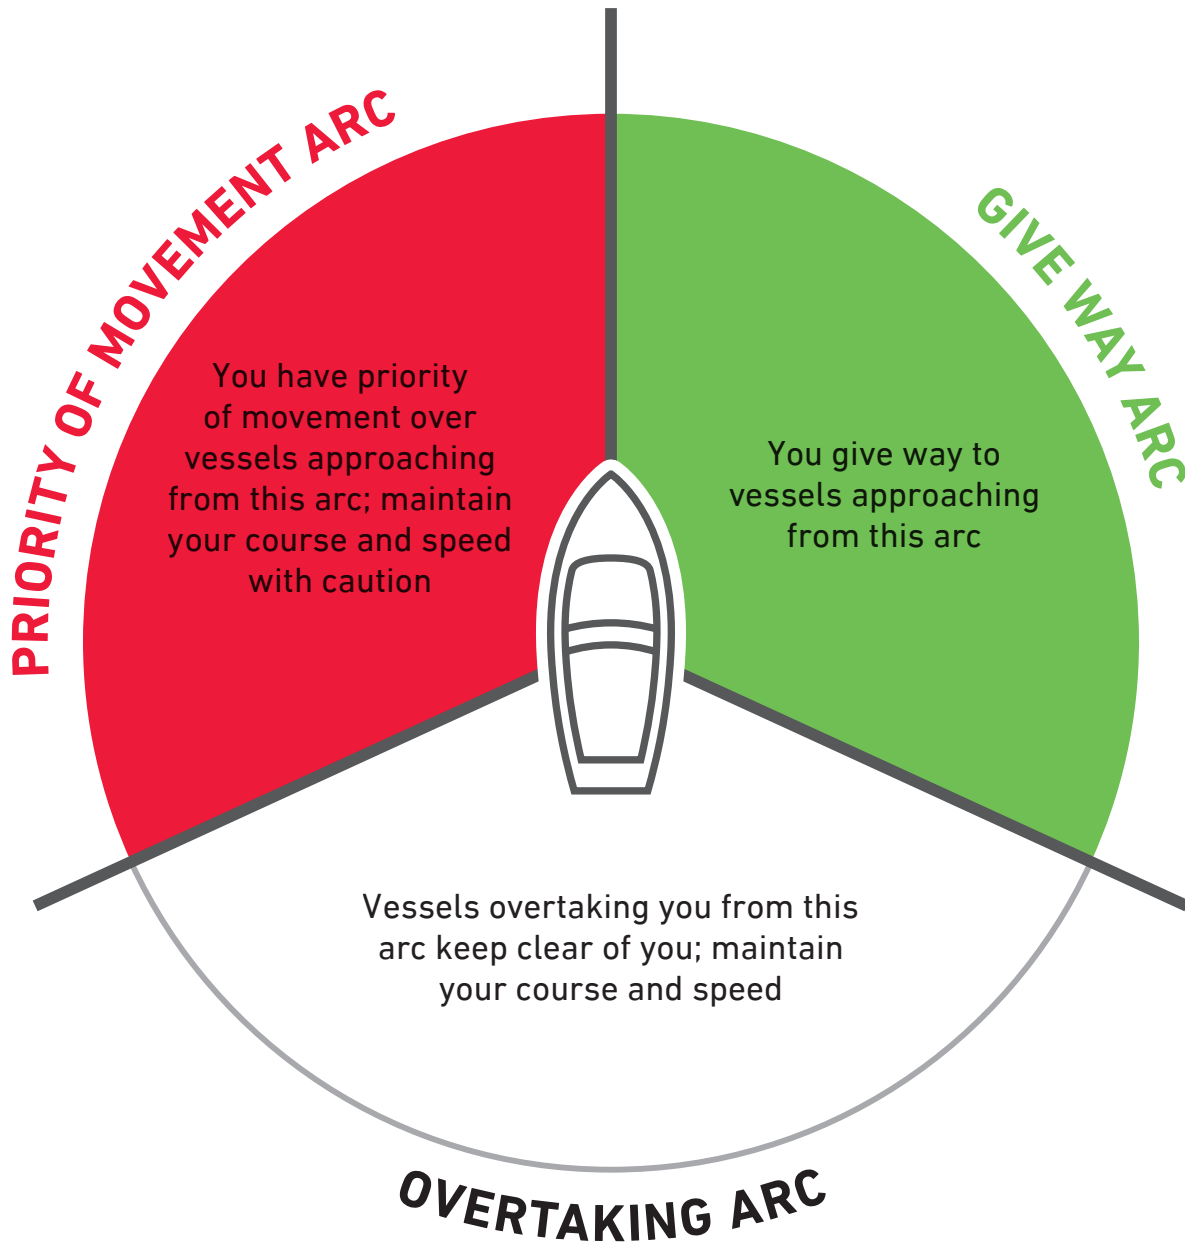 PRIORITY OF MOVEMENT ARC
You have priority
of movement over
vessels approaching
from this arc; maintain
your course and speed
with caution
GIVE WAY ARC
You give way to
vessels approaching
from this arc
Vessels overtaking you from this
arc keep clear of you; maintain
your course and speed
OVERTAKING ARC